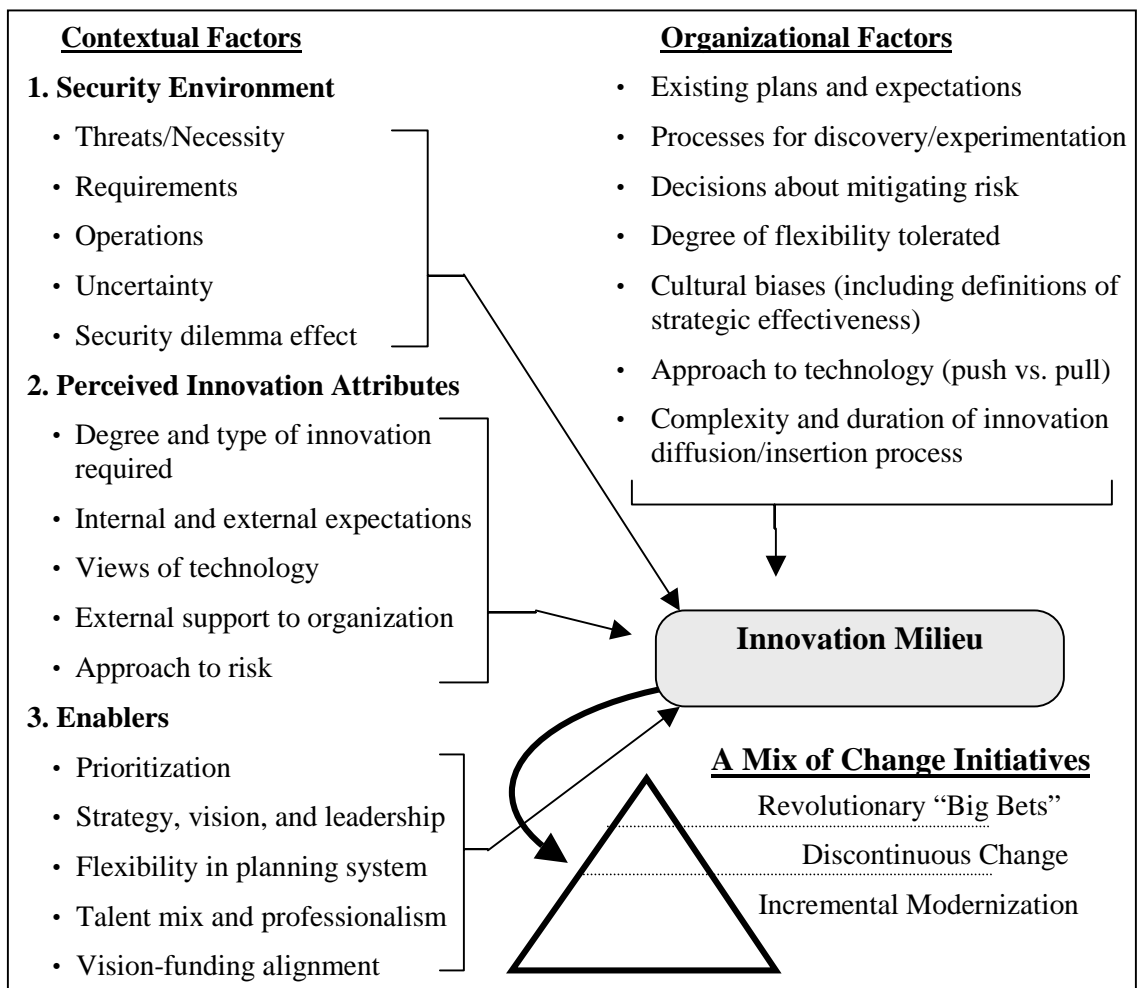 Contextual Factors
1. Security Environment
• Threats/Necessity
• Requirements
• Operations
• Uncertainty
• Security dilemma effect
2. Perceived Innovation Attributes
• Degree and type of innovation
required
• Internal and external expectations
• Views of technology
• External support to organization
• Approach to risk
3. Enablers
• Prioritization
• Strategy, vision, and leadership
• Flexibility in planning system
• Talent mix and professionalism
• Vision-funding alignment
Organizational Factors
• Existing plans and expectations
• Processes for discovery/experimentation
• Decisions about mitigating risk
• Degree of flexibility tolerated
• Cultural biases (including definitions of
strategic effectiveness)
• Approach to technology (push vs. pull)
• Complexity and duration of innovation
diffusion/insertion process
Innovation Milieu
A Mix of Change Initiatives
Revolutionary “Big Bets”
Discontinuous Change
Incremental Modernization